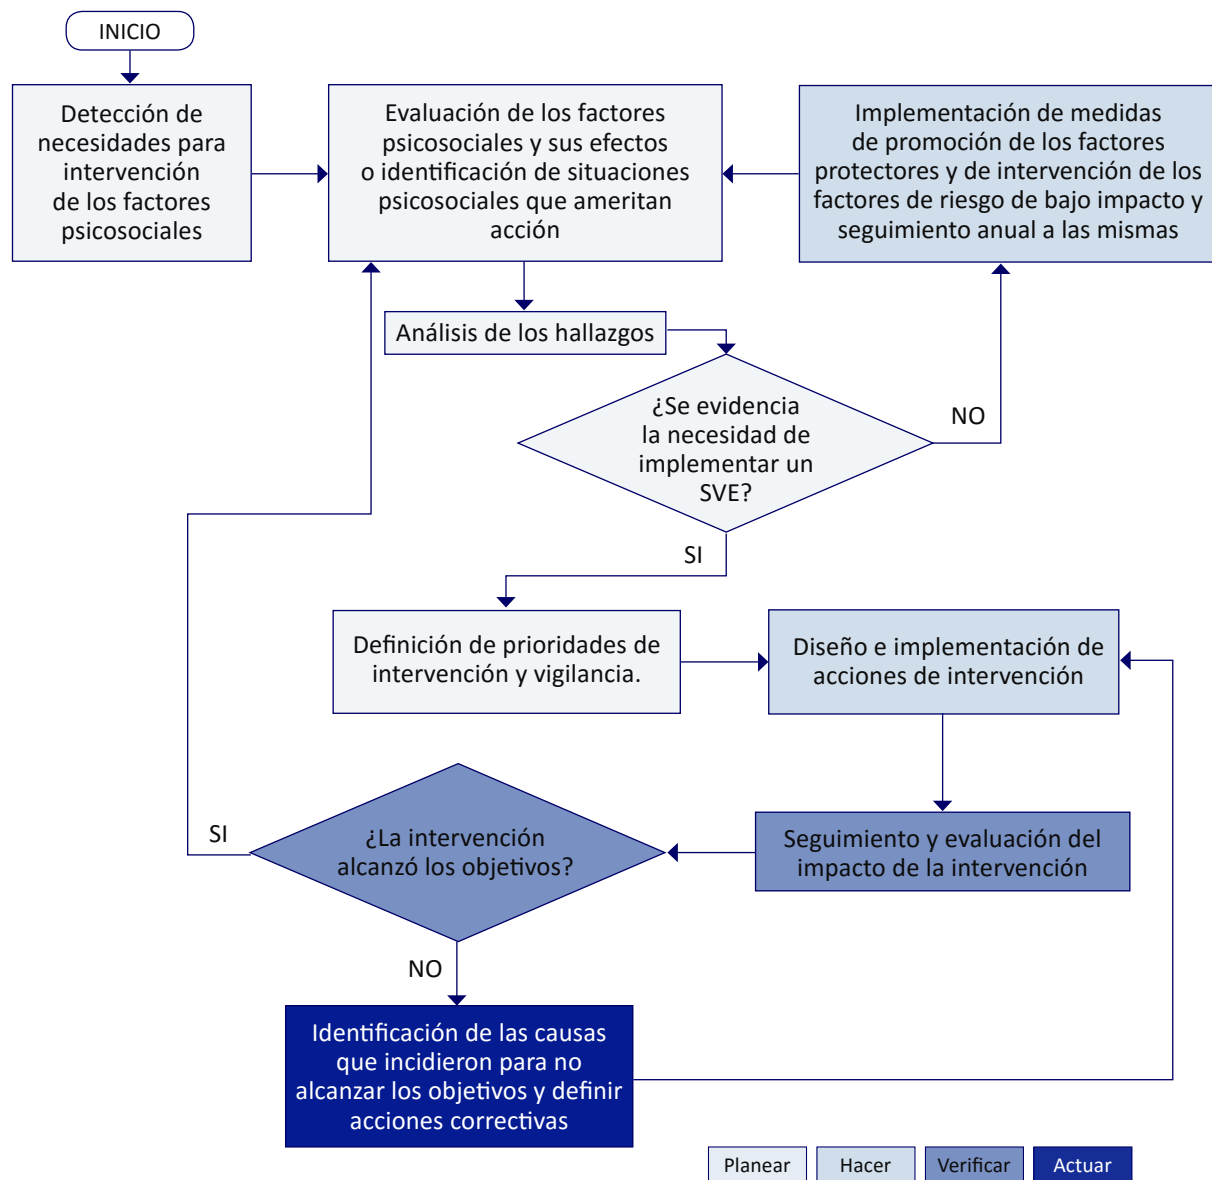 INICIO
Detección de
necesidades para
intervención
de los factores
psicosociales
Evaluación de los factores
psicosociales y sus efectos
o identificación de situaciones
psicosociales que ameritan
acción
Implementación de medidas
de promoción de los factores
protectores y de intervención de los
factores de riesgo de bajo impacto y
seguimiento anual a las mismas
Análisis de los hallazgos
¿Se evidencia
la necesidad de
implementar un
SVE?
NO
SI
Definición de prioridades de
intervención y vigilancia.
Diseño e implementación de
acciones de intervención
Seguimiento y evaluación del
impacto de la intervención
¿La intervención
alcanzó los objetivos?
SI
NO
Identificación de las causas
que incidieron para no
alcanzar los objetivos y definir
acciones correctivas
Planear
Hacer
Verificar
Actuar